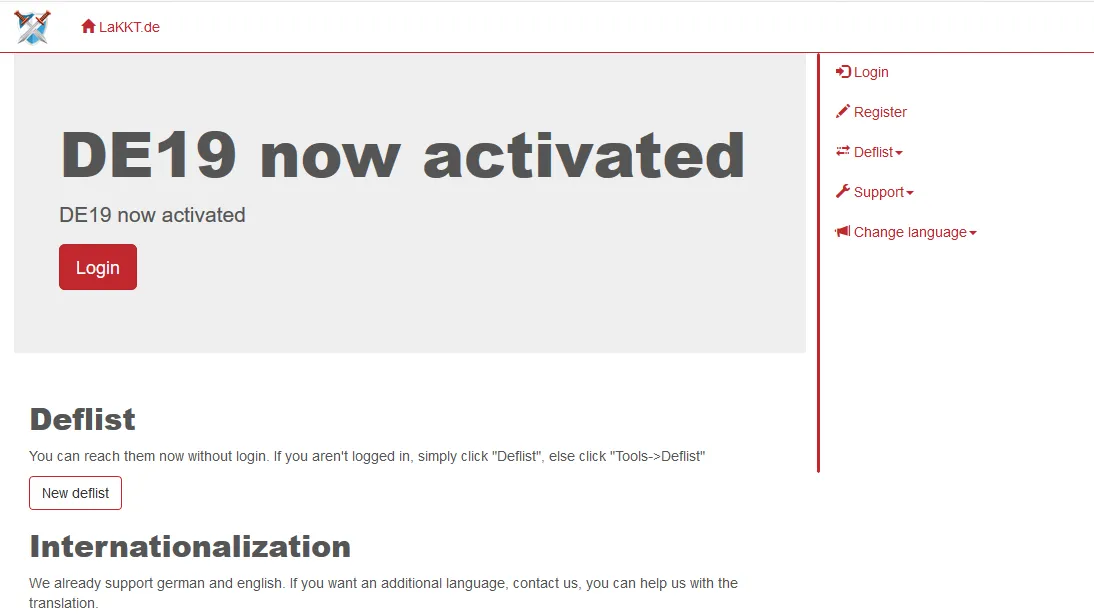 LaKKT.de
DE19 now activated
DE19 now activated
Login
Deflist
You can reach them now without login. If you aren't logged in, simply click "Deflist", else click "Tools->Deflist"
New deflist
Internationalization
We already support german and english. If you want an additional language, contact us, you can help us with the
translation.
Login
Register
Deflist
Support
Change language